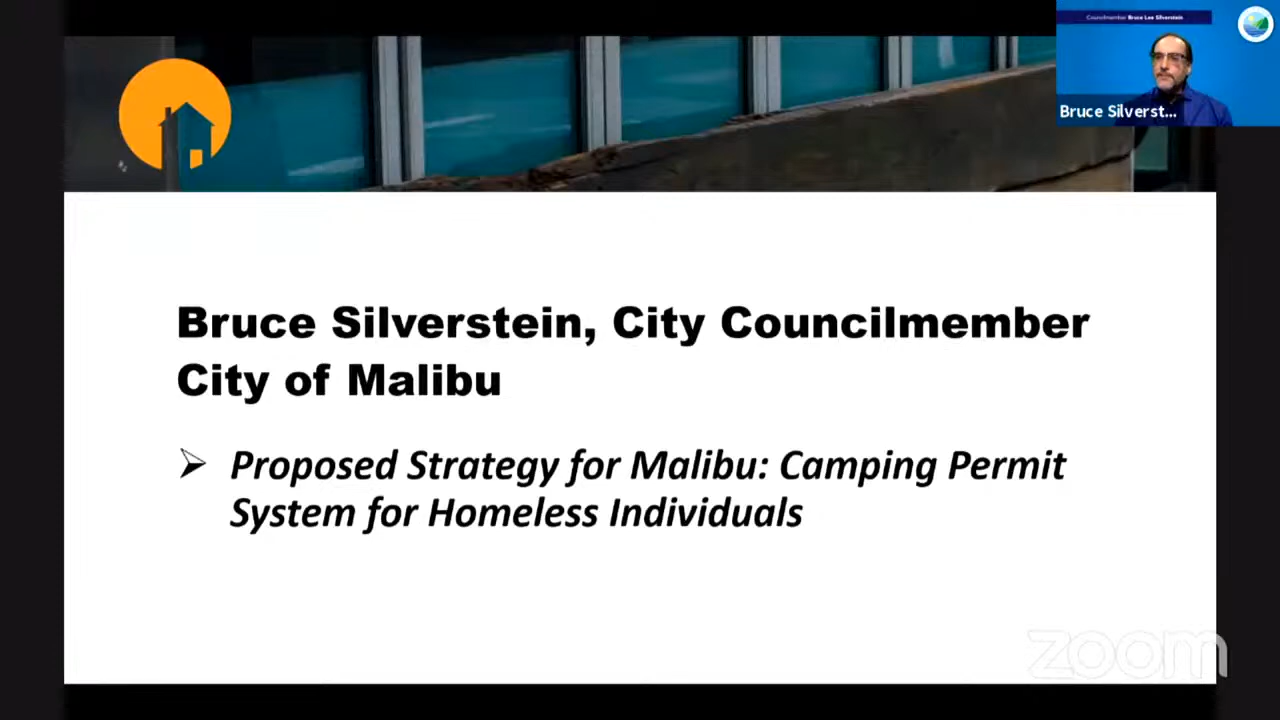 Councilmember Bruce Lee Silverstein
Bruce Silverst...
Bruce Silverstein, City Councilmember
City of Malibu
Proposed Strategy for Malibu: Camping Permit
System for Homeless Individuals
zoom